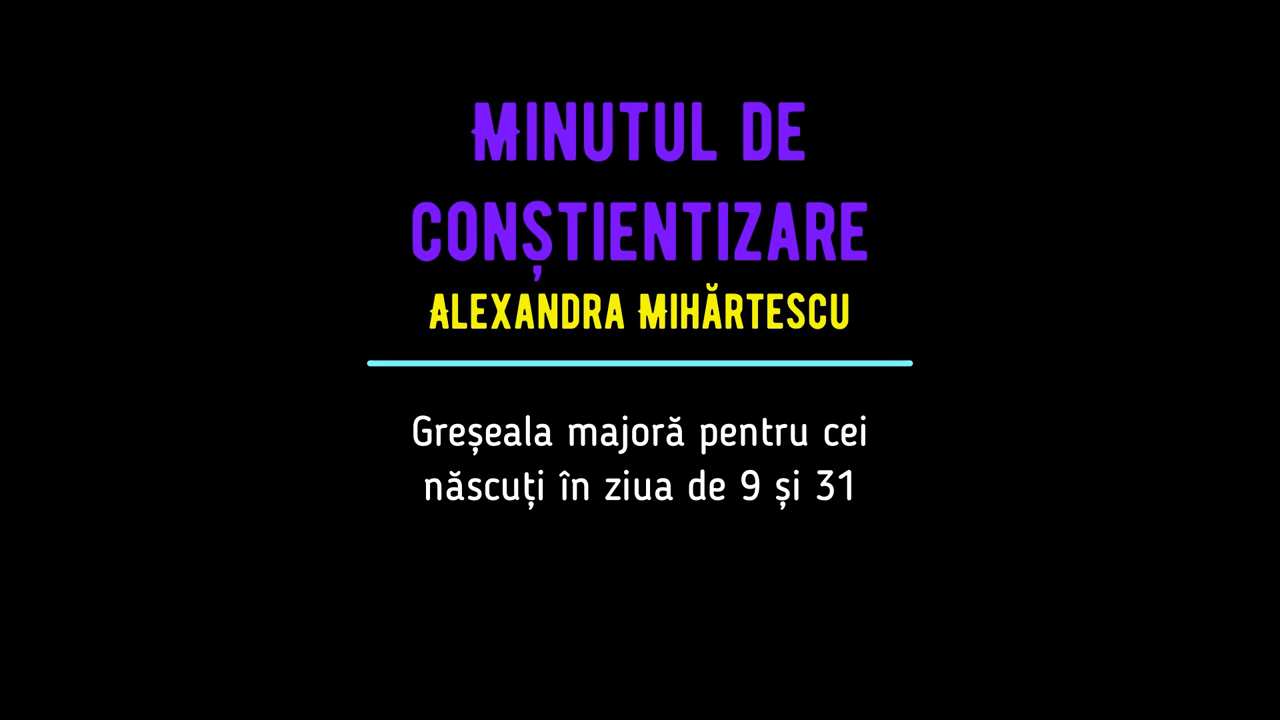 MINUTUL DE
CONȘTIENTIZARE
ALEXANDRA MIHĂRTESCU
Greșeala majoră pentru cei
născuți în ziua de 9 și 31